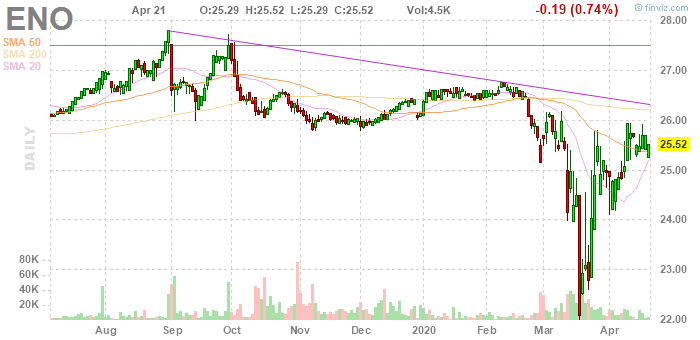 © finviz.com
ENO
Apr 21 O:25.29 H:25.52 L:25.29 C:25.52 Vol:4.5K -0.19 (0.74%)
28.00
SMA 50
SMA 200
SMA 20
27.00
26.00
25.52
DAILY
25.00
24.00
80K
23.00
60K
40K
20K
22.00
Aug Sep Oct Nov Dec 2020 Feb Mar Apr